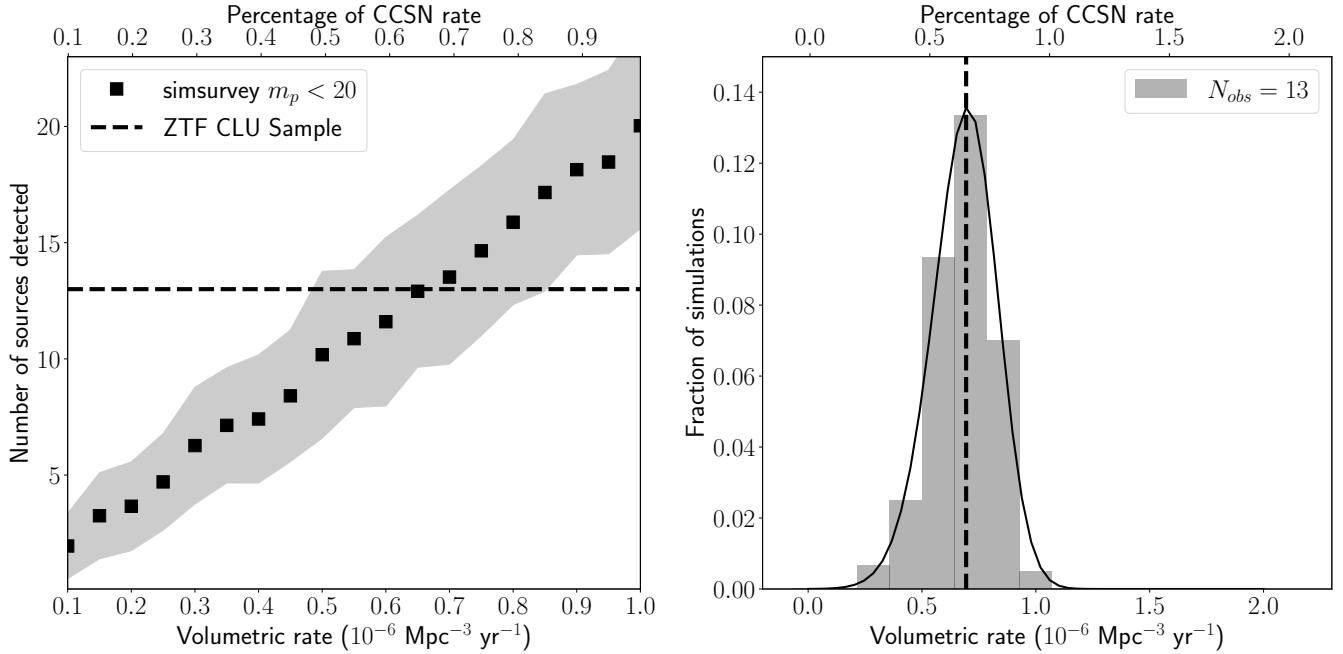 Percentage of CCSN rate
0.1 0.2 0.3 0.4 0.5 0.6 0.7 0.8 0.9
simsurvey $m_p < 20$
ZTF CLU Sample
Number of sources detected
20
15
10
5
0.1 0.2 0.3 0.4 0.5 0.6 0.7 0.8 0.9 1.0
Volumetric rate ($10^{-6}$ Mpc$^{-3}$ yr$^{-1}$)
Percentage of CCSN rate
0.0 0.5 1.0 1.5 2.0
$N_{obs} = 13$
Fraction of simulations
0.14
0.12
0.10
0.08
0.06
0.04
0.02
0.00
0.0 0.5 1.0 1.5 2.0
Volumetric rate ($10^{-6}$ Mpc$^{-3}$ yr$^{-1}$)